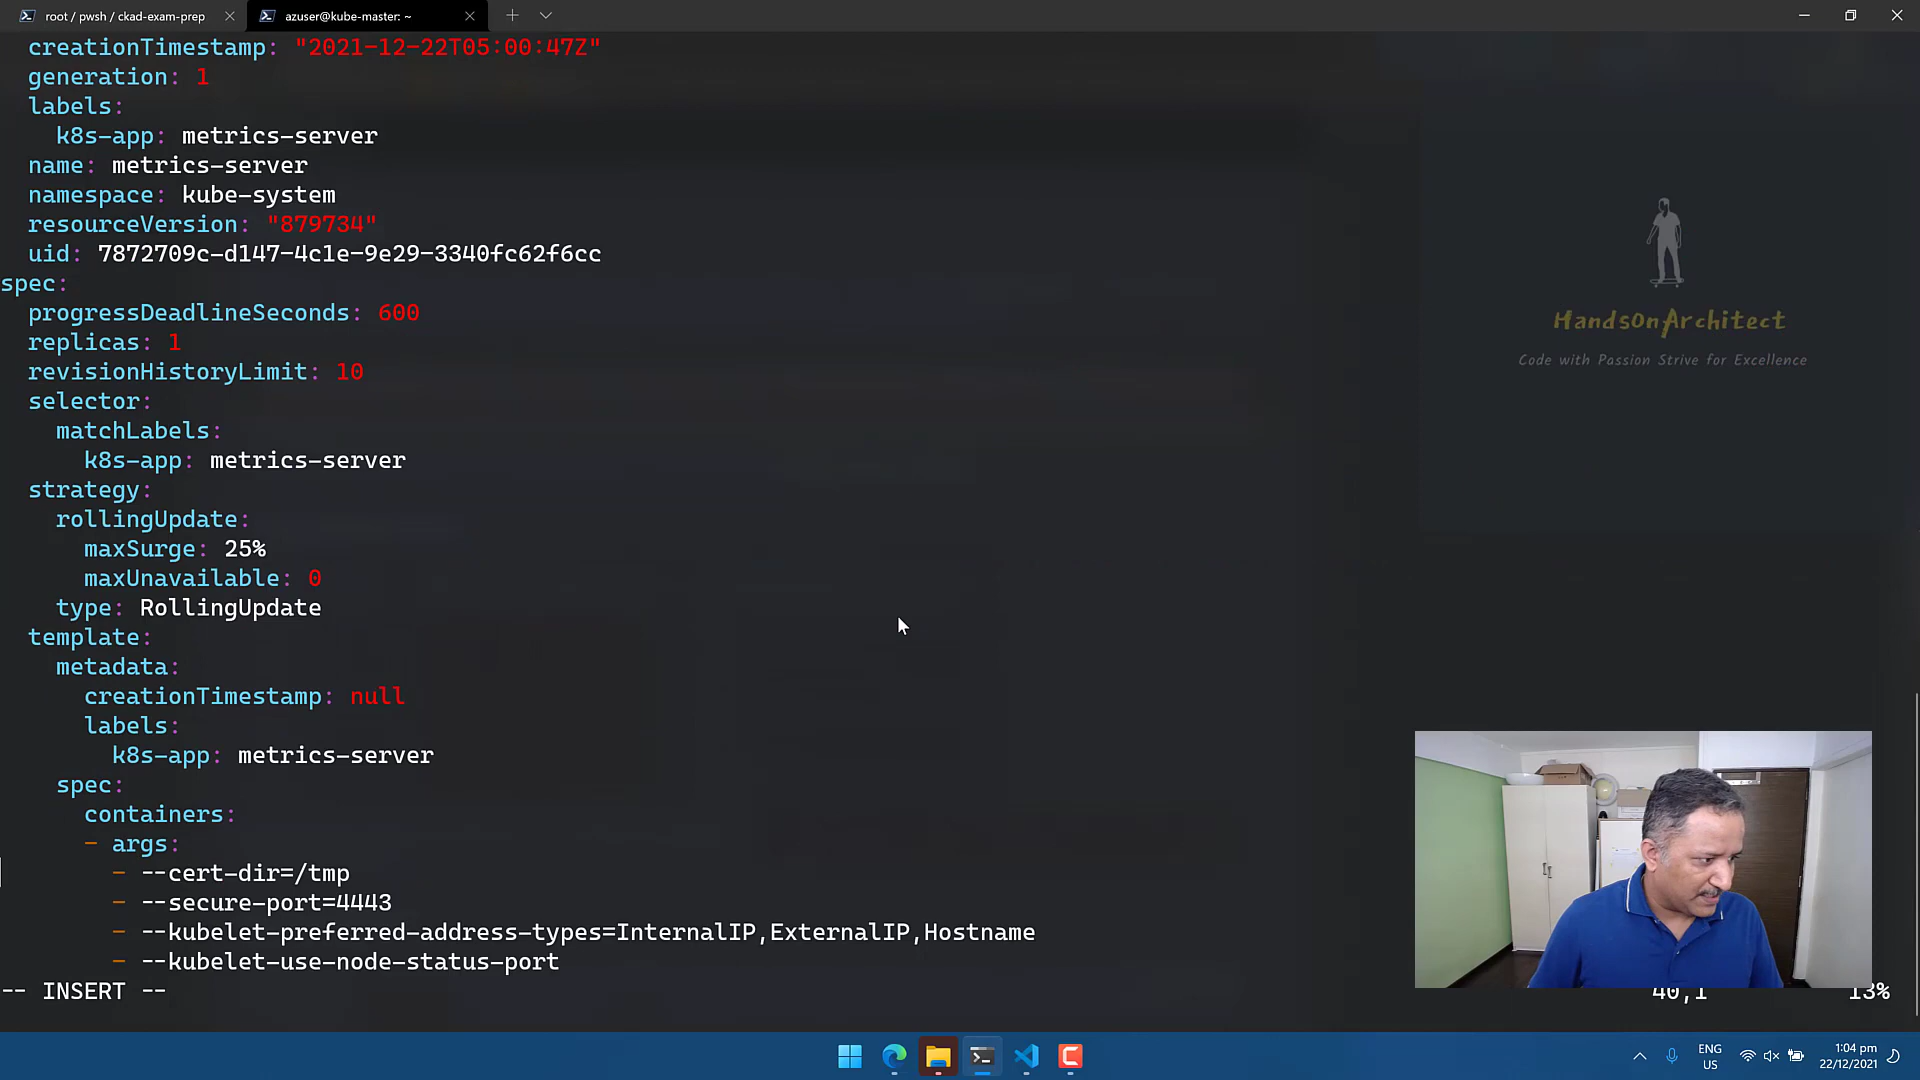 root / pwsh / ckad-exam-prep
azuser@kube-master: ~
creationTimestamp: "2021-12-22T05:00:47Z"
generation: 1
labels:
k8s-app: metrics-server
name: metrics-server
namespace: kube-system
resourceVersion: "879734"
uid: 7872709c-d147-4c1e-9e29-3340fc62f6cc
spec:
progressDeadlineSeconds: 600
replicas: 1
revisionHistoryLimit: 10
selector:
matchLabels:
k8s-app: metrics-server
strategy:
rollingUpdate:
maxSurge: 25%
maxUnavailable: 0
type: RollingUpdate
template:
metadata:
creationTimestamp: null
labels:
k8s-app: metrics-server
spec:
containers:
- args:
- --cert-dir=/tmp
- --secure-port=4443
- --kubelet-preferred-address-types=InternalIP,ExternalIP,Hostname
- --kubelet-use-node-status-port
-- INSERT --
40,1
13%
HandsOnArchitect
Code with Passion Strive for Excellence
ENG
US
1:04 pm
22/12/2021